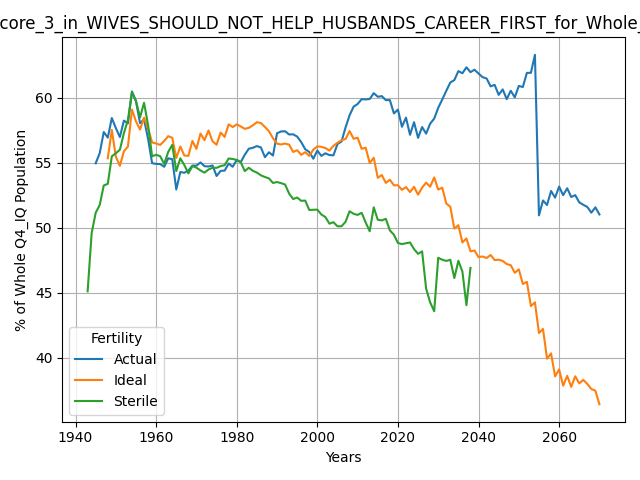 core_3_in_WIVES_SHOULD_NOT_HELP_HUSBANDS_CAREER_FIRST_for_Whole_
% of Whole Q4_IQ Population
60
55
50
45
40
Fertility
Actual
Ideal
Sterile
1940 1960 1980 2000 2020 2040 2060
Years